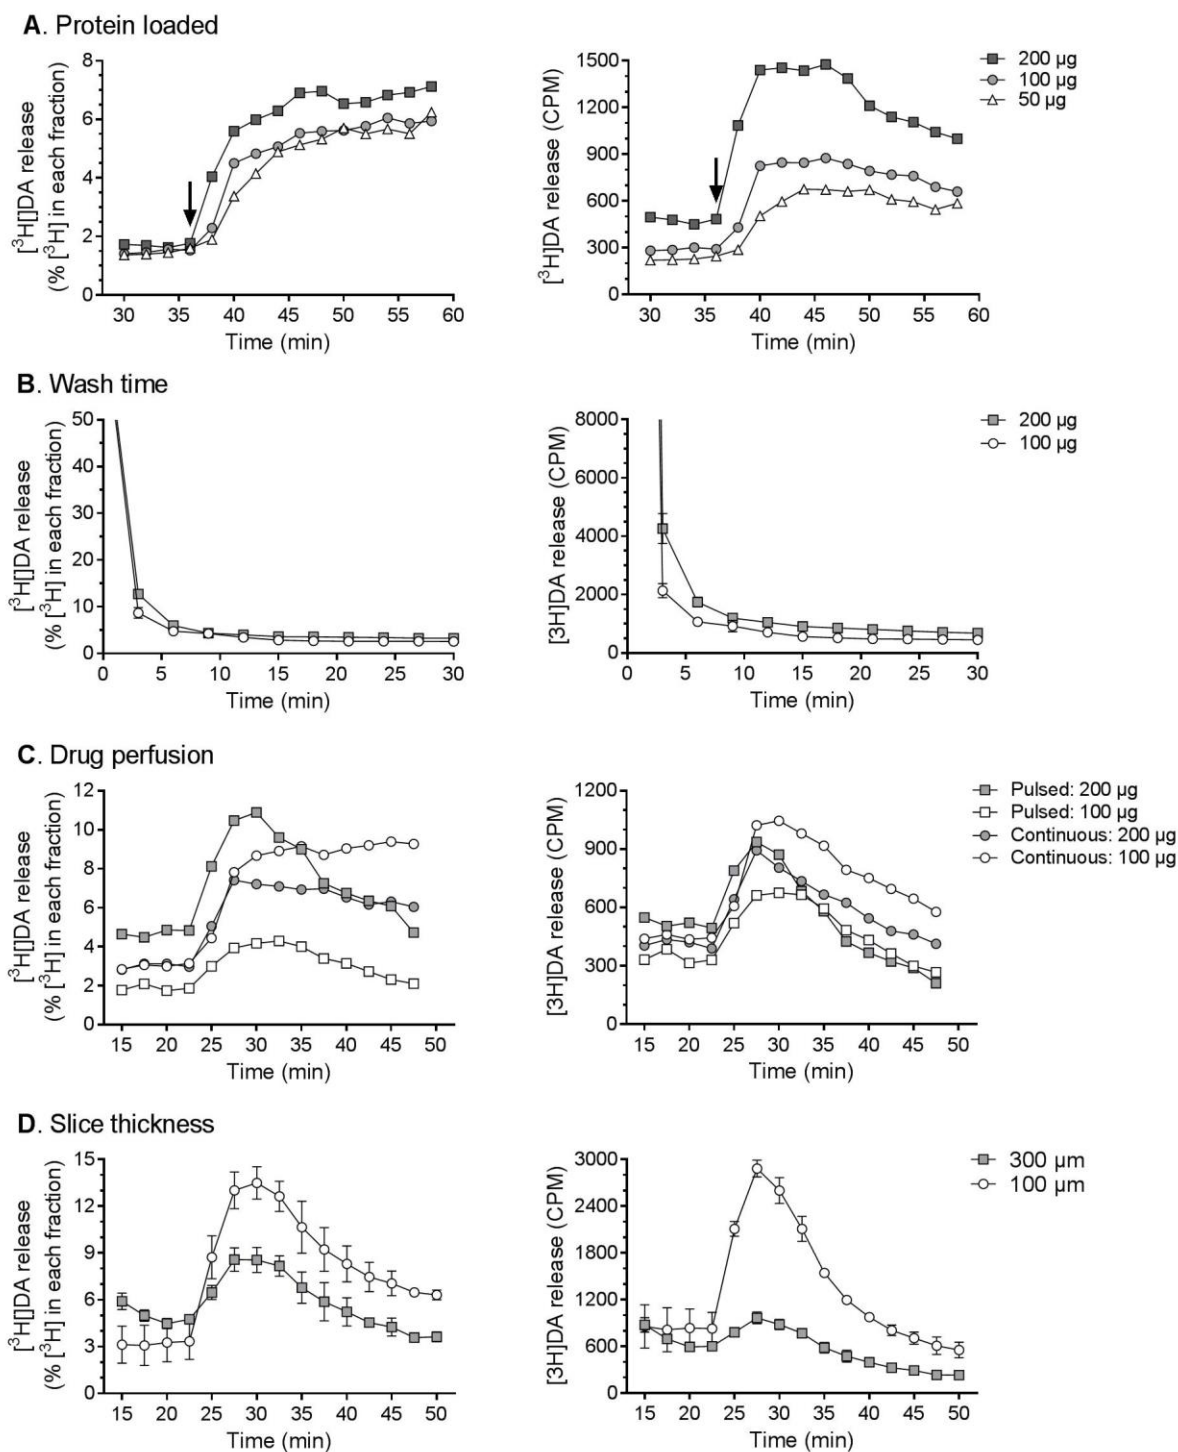 A. Protein loaded
[³H[]DA release
(% [³H] in each fraction)
8
6
4
2
0
30 35 40 45 50 55 60
Time (min)
[³H]DA release (CPM)
1500
1200
900
600
300
0
30 35 40 45 50 55 60
Time (min)
200 µg
100 µg
50 µg
B. Wash time
[³H[]DA release
(% [³H] in each fraction)
50
40
30
20
10
0
0 5 10 15 20 25 30
Time (min)
[3H]DA release (CPM)
8000
6000
4000
2000
0
0 5 10 15 20 25 30
Time (min)
200 µg
100 µg
C. Drug perfusion
[³H[]DA release
(% [³H] in each fraction)
12
10
8
6
4
2
0
15 20 25 30 35 40 45 50
Time (min)
[3H]DA release (CPM)
1200
900
600
300
0
15 20 25 30 35 40 45 50
Time (min)
Pulsed: 200 µg
Pulsed: 100 µg
Continuous: 200 µg
Continuous: 100 µg
D. Slice thickness
[³H[]DA release
(% [³H] in each fraction)
15
12
9
6
3
0
15 20 25 30 35 40 45 50
Time (min)
[3H]DA release (CPM)
3000
2400
1800
1200
600
0
15 20 25 30 35 40 45 50
Time (min)
300 µm
100 µm